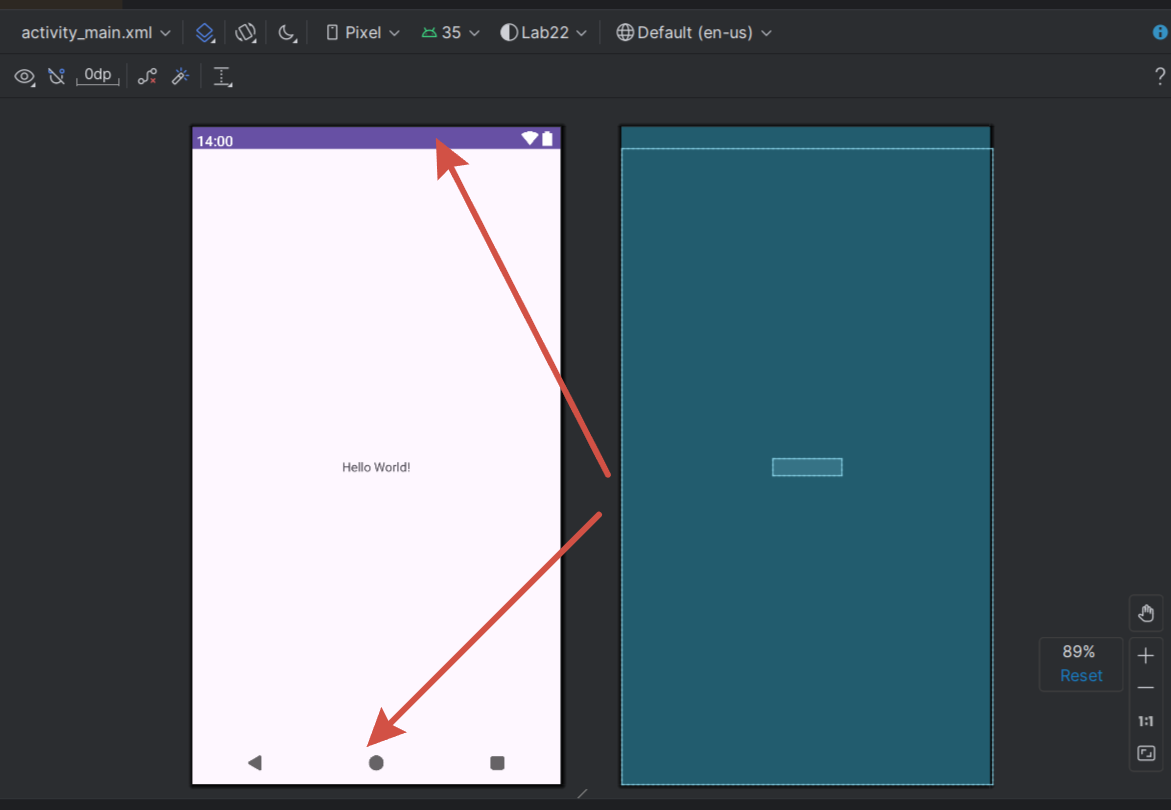 activity_main.xml Pixel 35 Lab22 Default (en-us)
0dp ?
14:00
Hello World!
89%
Reset
1:1